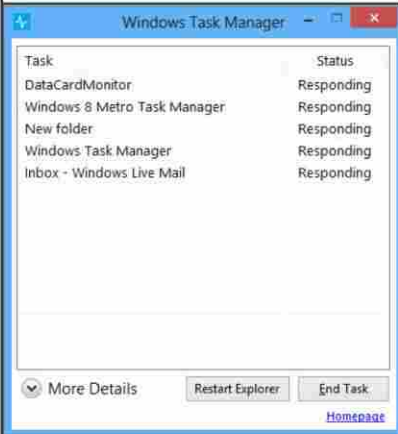 Windows Task Manager
Task Status
DataCardMonitor Responding
Windows 8 Metro Task Manager Responding
New folder Responding
Windows Task Manager Responding
Inbox - Windows Live Mail Responding
More Details Restart Explorer End Task
Homepage